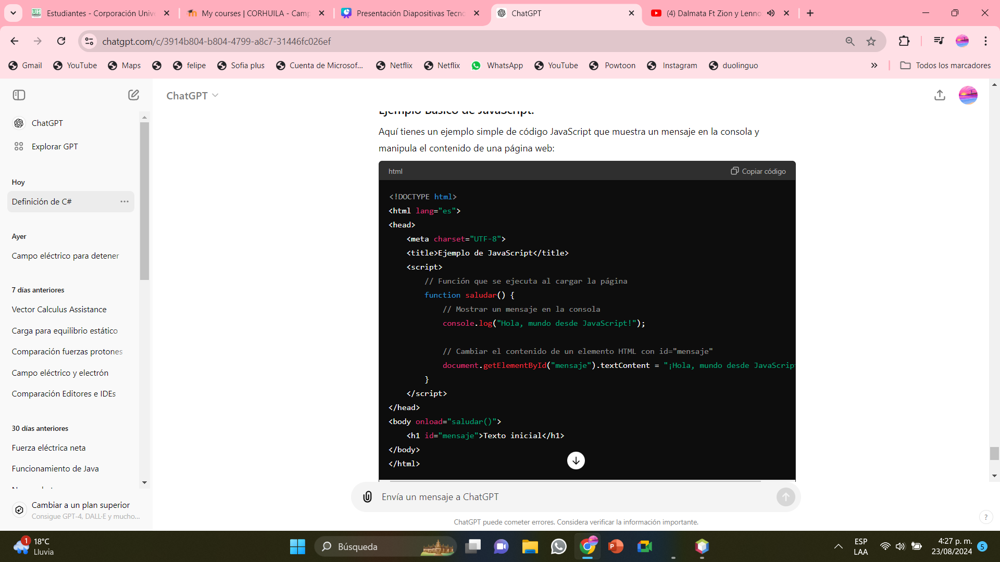 Estudiantes - Corporación Unive
My courses | CORHUILA - Camp
Presentación Diapositivas Tecno
ChatGPT
(4) Dalmata Ft Zion y Lenno
chatgpt.com/c/3914b804-b804-4799-a8c7-31446fc026ef
Gmail
YouTube
Maps
felipe
Sofia plus
Cuenta de Microsof...
Netflix
Netflix
WhatsApp
YouTube
Powtoon
Instagram
duolinguo
Todos los marcadores
ChatGPT
Explorar GPT
Hoy
Definición de C#
Ayer
Campo eléctrico para detener
7 días anteriores
Vector Calculus Assistance
Carga para equilibrio estático
Comparación fuerzas protones
Campo eléctrico y electrón
Comparación Editores e IDEs
30 días anteriores
Fuerza eléctrica neta
Funcionamiento de Java
Cambiar a un plan superior
Consigue GPT-4, DALL·E y mucho...
ChatGPT
Ejemplo Básico de JavaScript:
Aquí tienes un ejemplo simple de código JavaScript que muestra un mensaje en la consola y
manipula el contenido de una página web:
html
Copiar código
<!DOCTYPE html>
<html lang="es">
<head>
    <meta charset="UTF-8">
    <title>Ejemplo de JavaScript</title>
    <script>
        // Función que se ejecuta al cargar la página
        function saludar() {
            // Mostrar un mensaje en la consola
            console.log("Hola, mundo desde JavaScript!");
            // Cambiar el contenido de un elemento HTML con id="mensaje"
            document.getElementById("mensaje").textContent = "¡Hola, mundo desde JavaScrip
        }
    </script>
</head>
<body onload="saludar()">
    <h1 id="mensaje">Texto inicial</h1>
</body>
</html>
Envía un mensaje a ChatGPT
ChatGPT puede cometer errores. Considera verificar la información importante.
?
1
18°C
Lluvia
Búsqueda
P
ESP
LAA
4:27 p. m.
23/08/2024
5